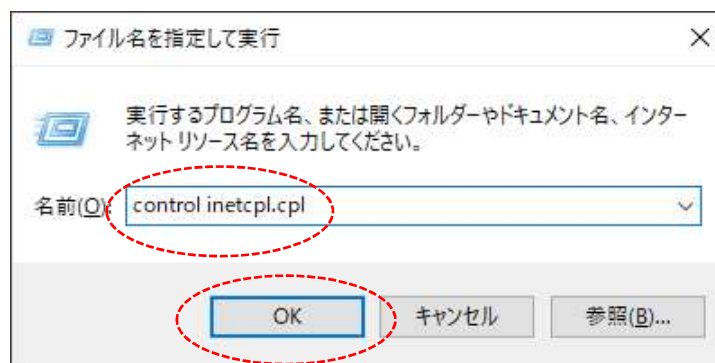 ファイル名を指定して実行
実行するプログラム名、または開くフォルダーやドキュメント名、インター
ネット リソース名を入力してください。
名前(O): control inetcpl.cpl
OK キャンセル 参照(B)...